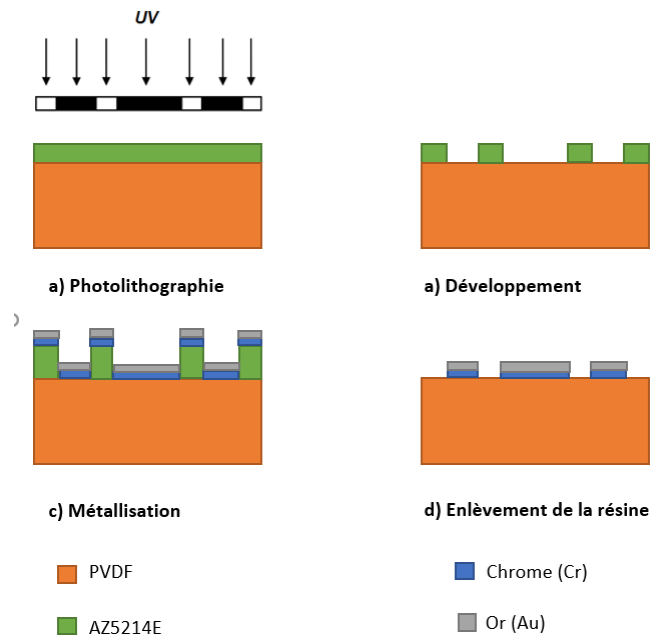 UV
a) Photolithographie
a) Développement
c) Métallisation
d) Enlèvement de la résine
PVDF
Chrome (Cr)
AZ5214E
Or (Au)